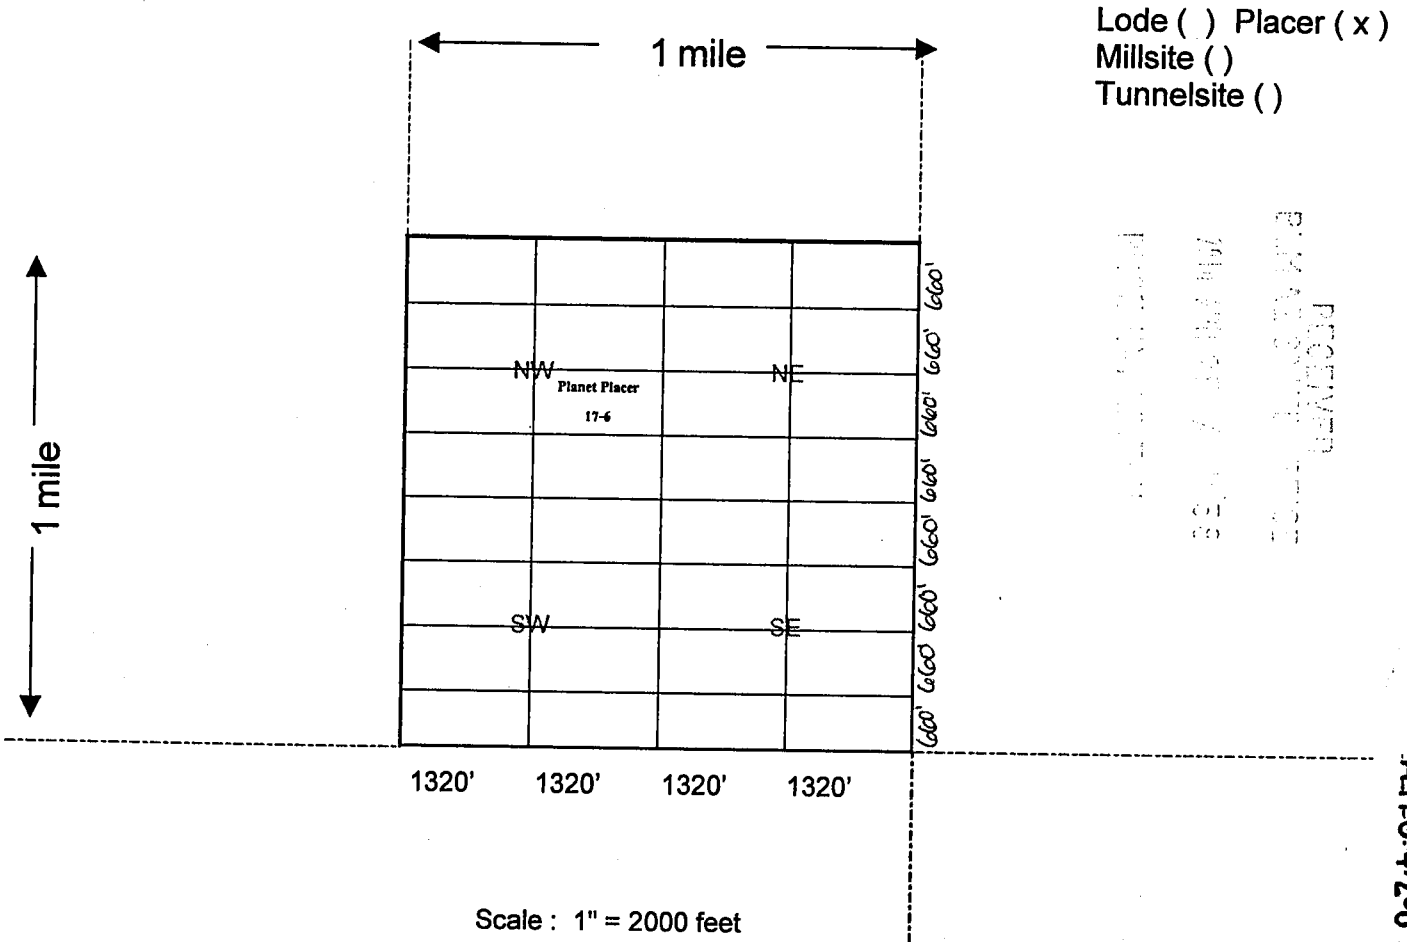 Lode ( ) Placer ( x )
Millsite ( )
Tunnelsite ( )
1 mile
1 mile
NW
NE
Planet Placer
17-6
SW
SE
660'
660'
660'
660'
660'
660'
660'
660'
1320' 1320' 1320' 1320'
Scale : 1" = 2000 feet
RECEIVED